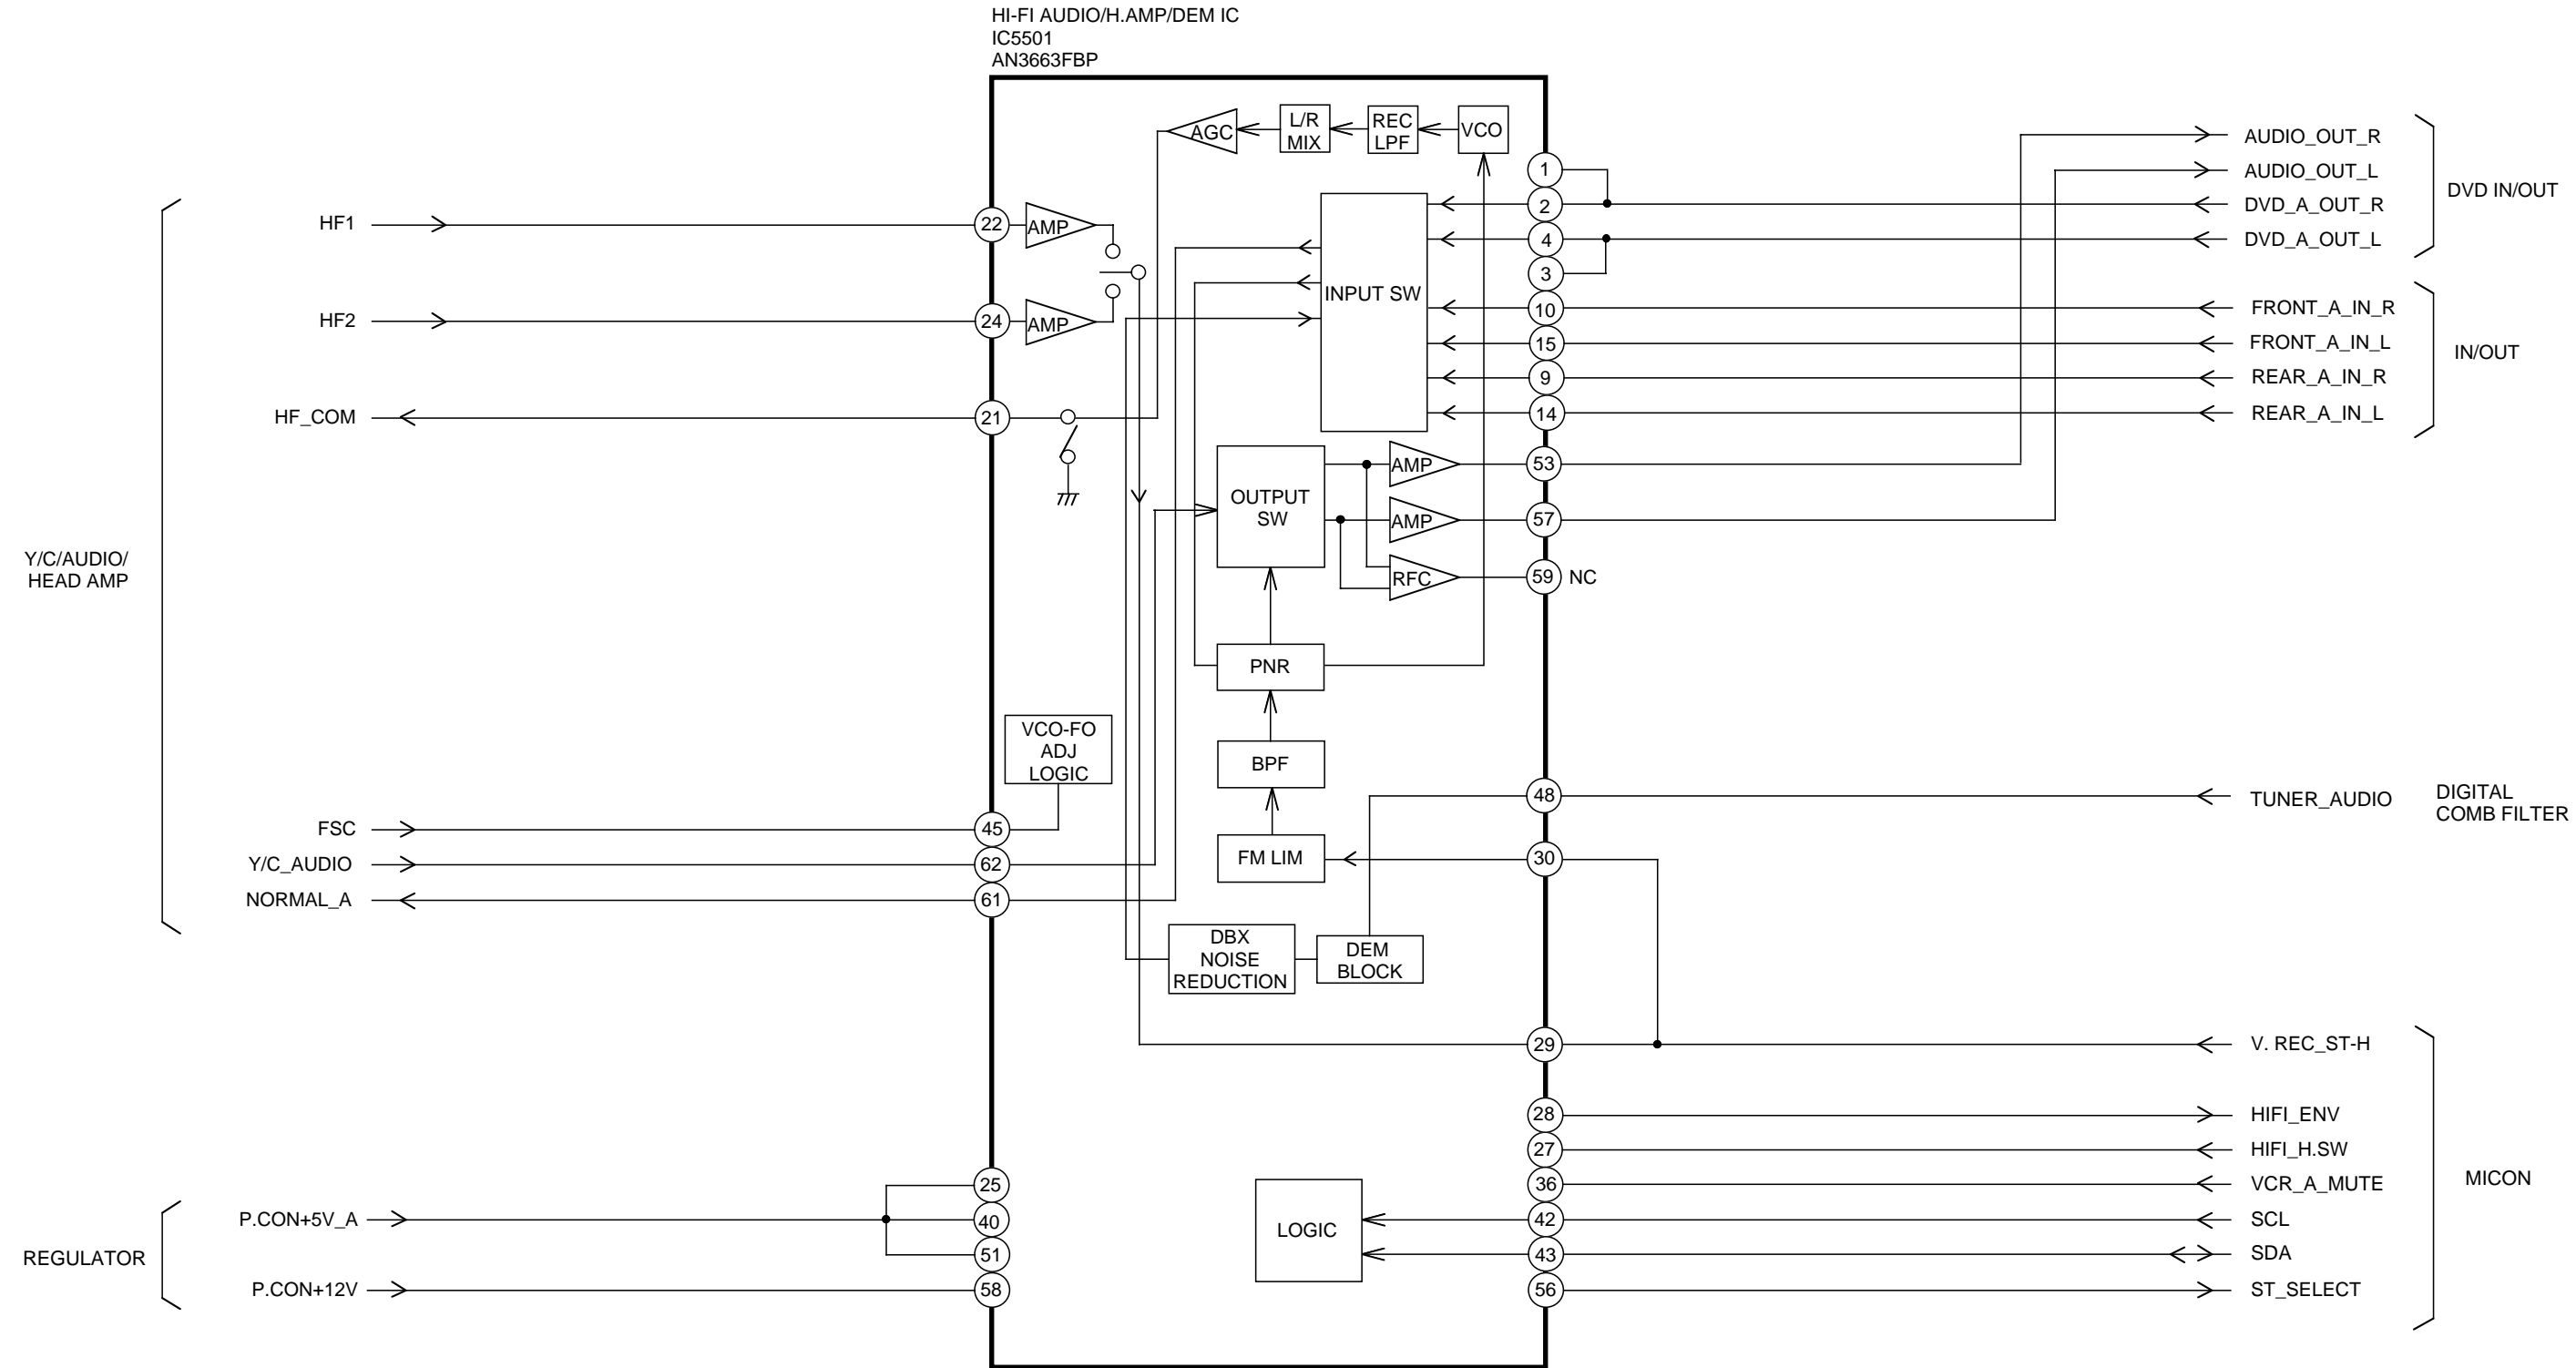 HI-FI AUDIO/H.AMP/DEM IC
IC5501
AN3663FBP
AGC
L/R
MIX
REC
LPF
VCO
1
2
4
3
10
15
9
14
53
57
59
NC
AUDIO_OUT_R
AUDIO_OUT_L
DVD_A_OUT_R
DVD_A_OUT_L
DVD IN/OUT
FRONT_A_IN_R
FRONT_A_IN_L
REAR_A_IN_R
REAR_A_IN_L
IN/OUT
HF1
22
AMP
HF2
24
AMP
HF_COM
21
INPUT SW
OUTPUT
SW
AMP
AMP
RFC
Y/C/AUDIO/
HEAD AMP
PNR
VCO-FO
ADJ
LOGIC
BPF
FM LIM
FSC
45
Y/C_AUDIO
62
NORMAL_A
61
48
TUNER_AUDIO
DIGITAL
COMB FILTER
30
DBX
NOISE
REDUCTION
DEM
BLOCK
29
V. REC_ST-H
28
HIFI_ENV
27
HIFI_H.SW
36
VCR_A_MUTE
42
SCL
43
SDA
56
ST_SELECT
MICON
LOGIC
REGULATOR
P.CON+5V_A
25
40
51
P.CON+12V
58